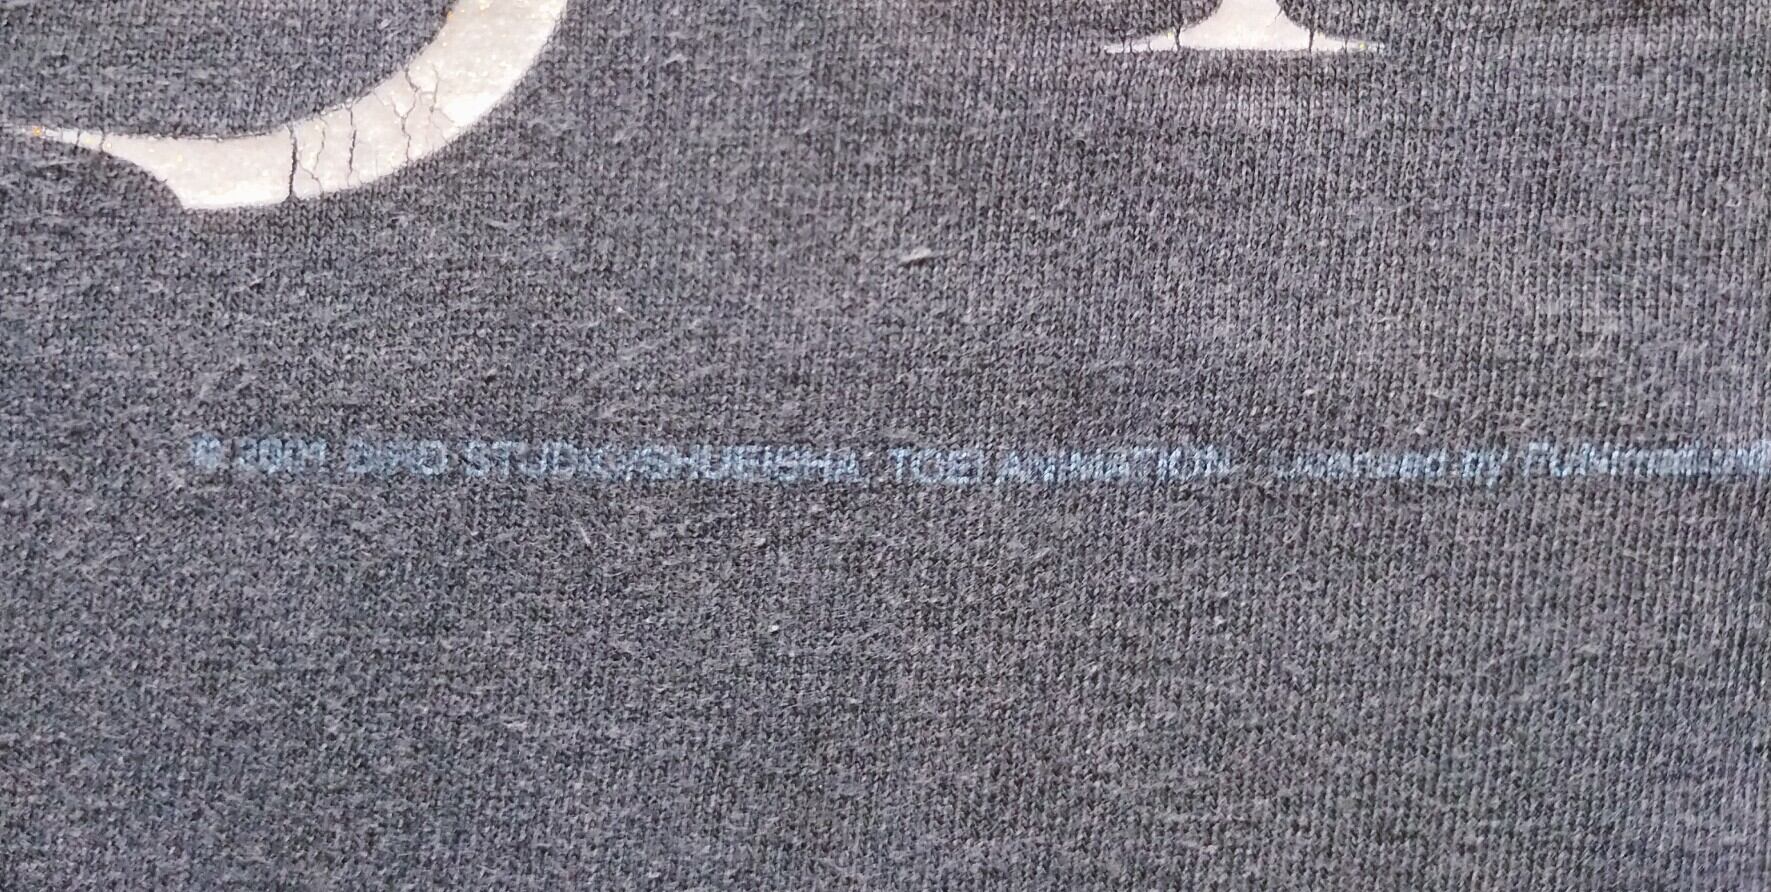 © 2001 BIRD STUDIO/SHUEISHA, TOEI ANIMATION. Licensed by FUNimation